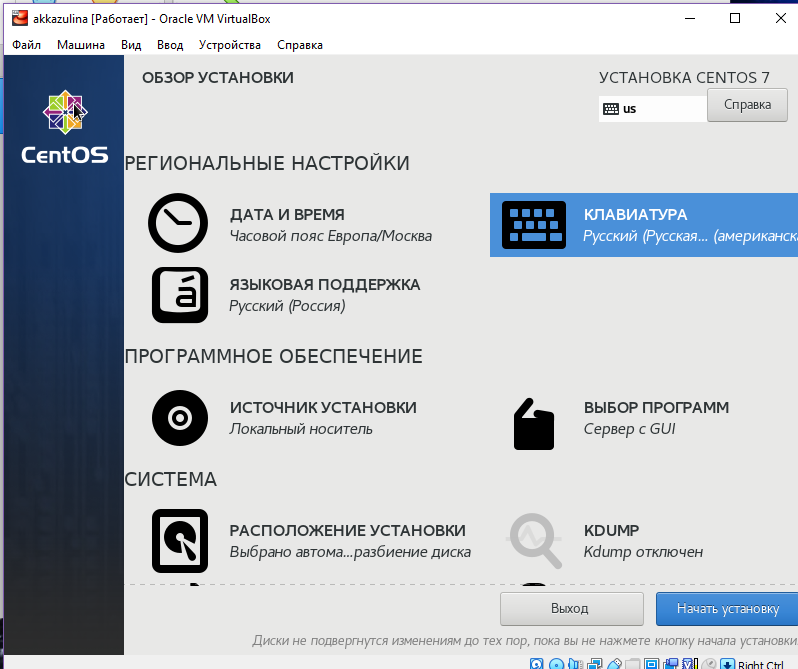 akkazulina [Работает] - Oracle VM VirtualBox
Файл Машина Вид Ввод Устройства Справка
ОБЗОР УСТАНОВКИ
УСТАНОВКА CENTOS 7
us
Справка
CentOS
РЕГИОНАЛЬНЫЕ НАСТРОЙКИ
ДАТА И ВРЕМЯ
Часовой пояс Европа/Москва
КЛАВИАТУРА
Русский (Русская... (американска
ЯЗЫКОВАЯ ПОДДЕРЖКА
Русский (Россия)
ПРОГРАММНОЕ ОБЕСПЕЧЕНИЕ
ИСТОЧНИК УСТАНОВКИ
Локальный носитель
ВЫБОР ПРОГРАММ
Сервер с GUI
СИСТЕМА
РАСПОЛОЖЕНИЕ УСТАНОВКИ
Выбрано автома...разбиение диска
KDUMP
Kdump отключен
Выход
Начать установку
Диски не подвергнутся изменениям до тех пор, пока вы не нажмете кнопку начала установки.
Right Ctrl